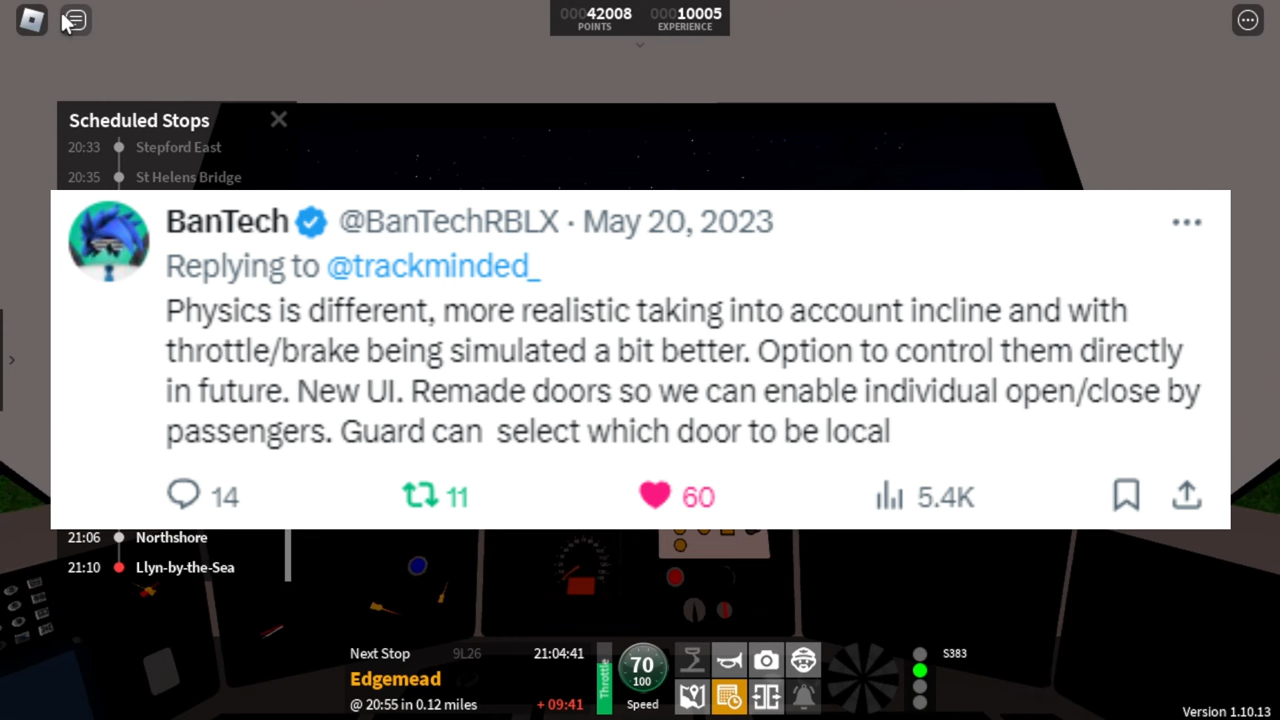 00042008
POINTS
00010005
EXPERIENCE
Scheduled Stops
20:33 Stepford East
20:35 St Helens Bridge
BanTech @BanTechRBLX · May 20, 2023
Replying to @trackminded_
Physics is different, more realistic taking into account incline and with
throttle/brake being simulated a bit better. Option to control them directly
in future. New UI. Remade doors so we can enable individual open/close by
passengers. Guard can select which door to be local
14 11 60 5.4K
21:06 Northshore
21:10 Llyn-by-the-Sea
Next Stop 9L26 21:04:41
Edgemead
@ 20:55 in 0.12 miles + 09:41
Throttle
70
100
Speed
S383
Version 1.10.13